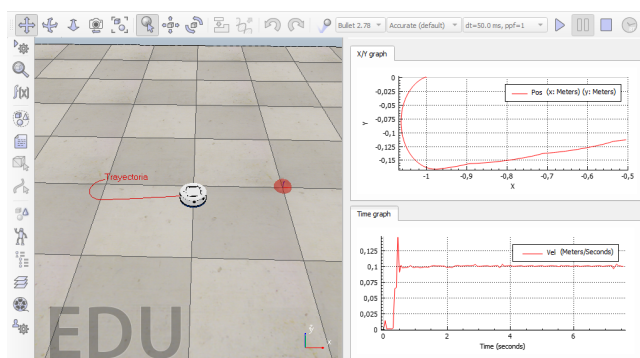 Bullet 2.78
Accurate (default)
dt=50.0 ms, ppf=1
f(x)
Trayectoria
EDU
X/Y graph
Pos (x: Meters) (y: Meters)
0
-0,025
-0,05
-0,075
-0,1
-0,125
-0,15
Y
-1
-0,9
-0,8
-0,7
-0,6
-0,5
X
Time graph
Vel (Meters/Seconds)
0,125
0,1
0,075
0,05
0,025
0
0
2
4
6
Time (seconds)